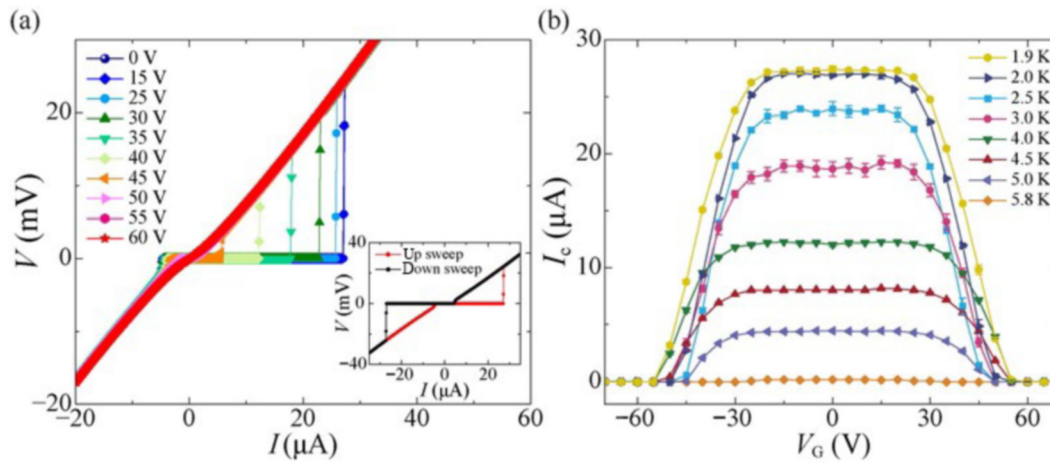 (a)
20
0
−20
V (mV)
−20
0
20
40
60
I (μA)
0 V
15 V
25 V
30 V
35 V
40 V
45 V
50 V
55 V
60 V
Up sweep
Down sweep
40
0
−40
V (mV)
−20
0
20
I (μA)
(b)
30
20
10
0
Ic (μA)
−60
−30
0
30
60
VG (V)
1.9 K
2.0 K
2.5 K
3.0 K
4.0 K
4.5 K
5.0 K
5.8 K